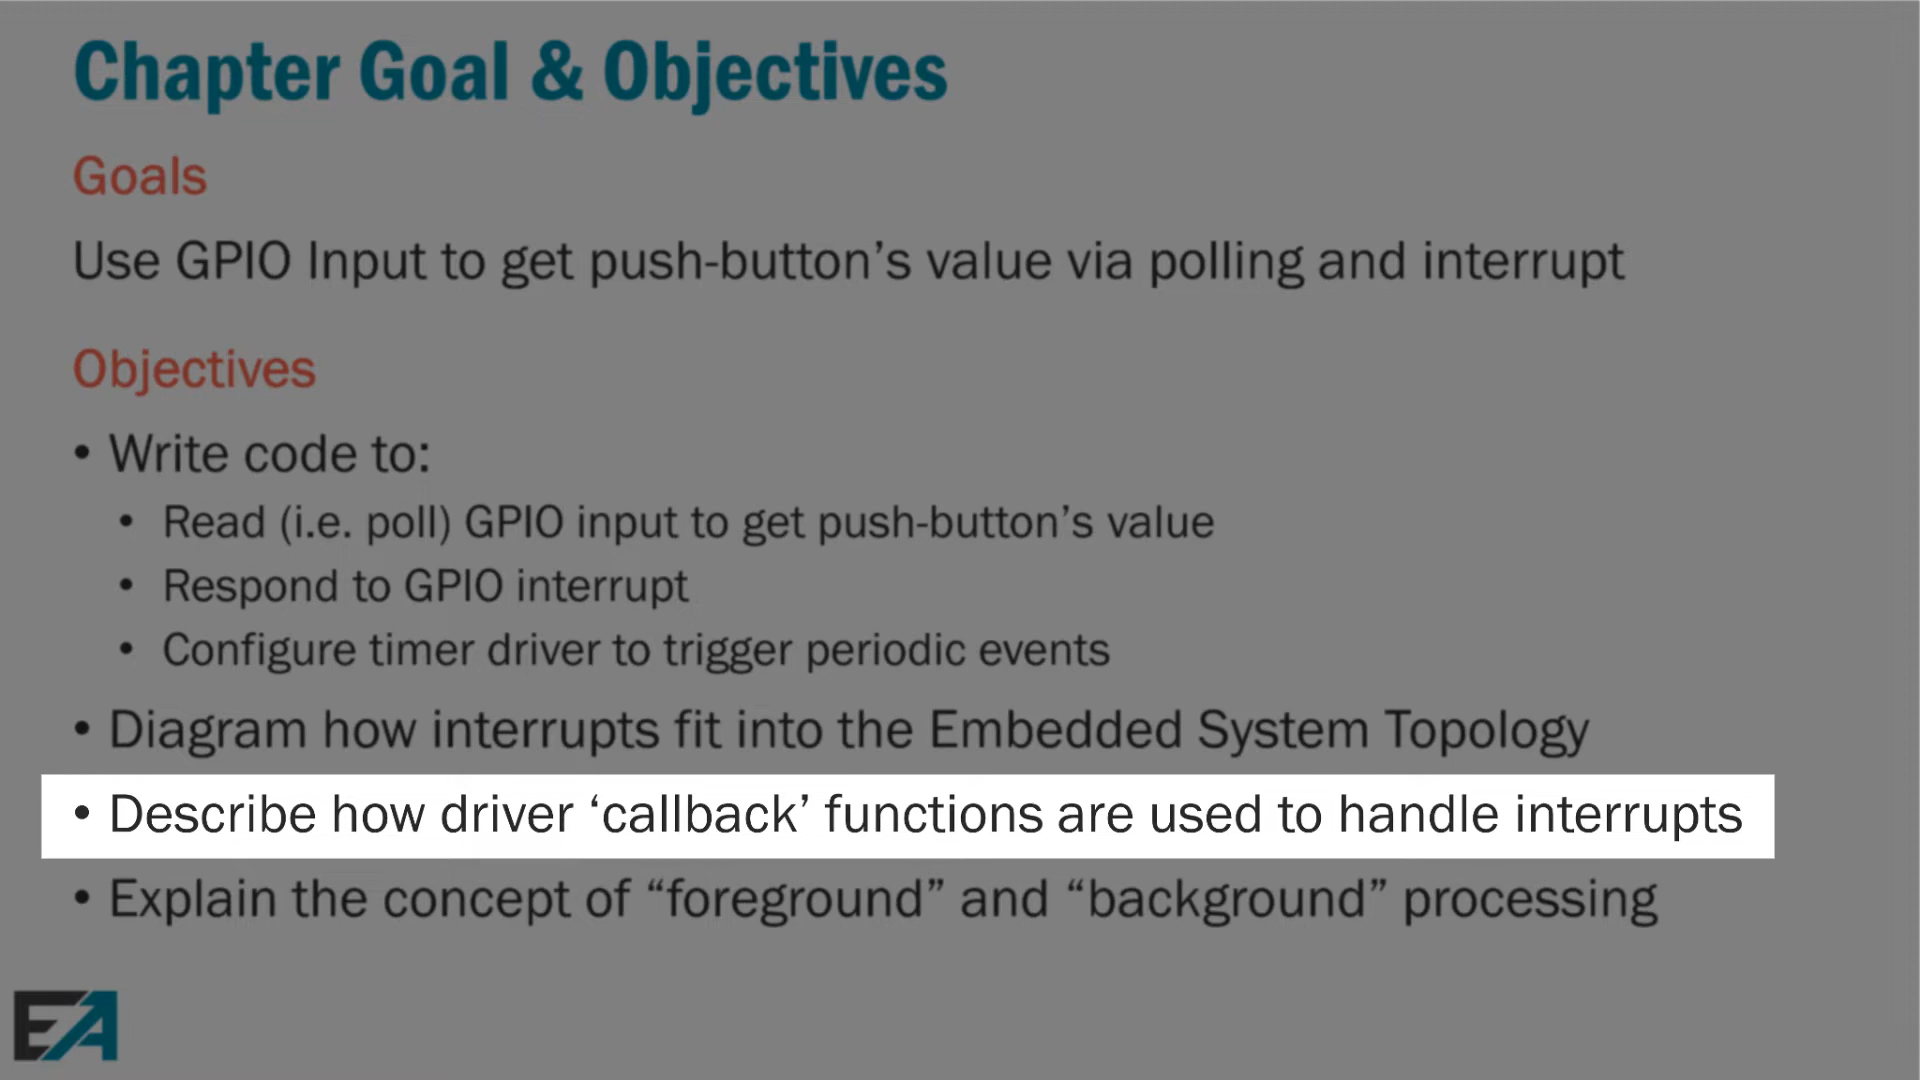 Chapter Goal & Objectives
Goals
Use GPIO Input to get push-button’s value via polling and interrupt
Objectives
• Write code to:
• Read (i.e. poll) GPIO input to get push-button’s value
• Respond to GPIO interrupt
• Configure timer driver to trigger periodic events
• Diagram how interrupts fit into the Embedded System Topology
• Describe how driver ‘callback’ functions are used to handle interrupts
• Explain the concept of “foreground” and “background” processing
EA